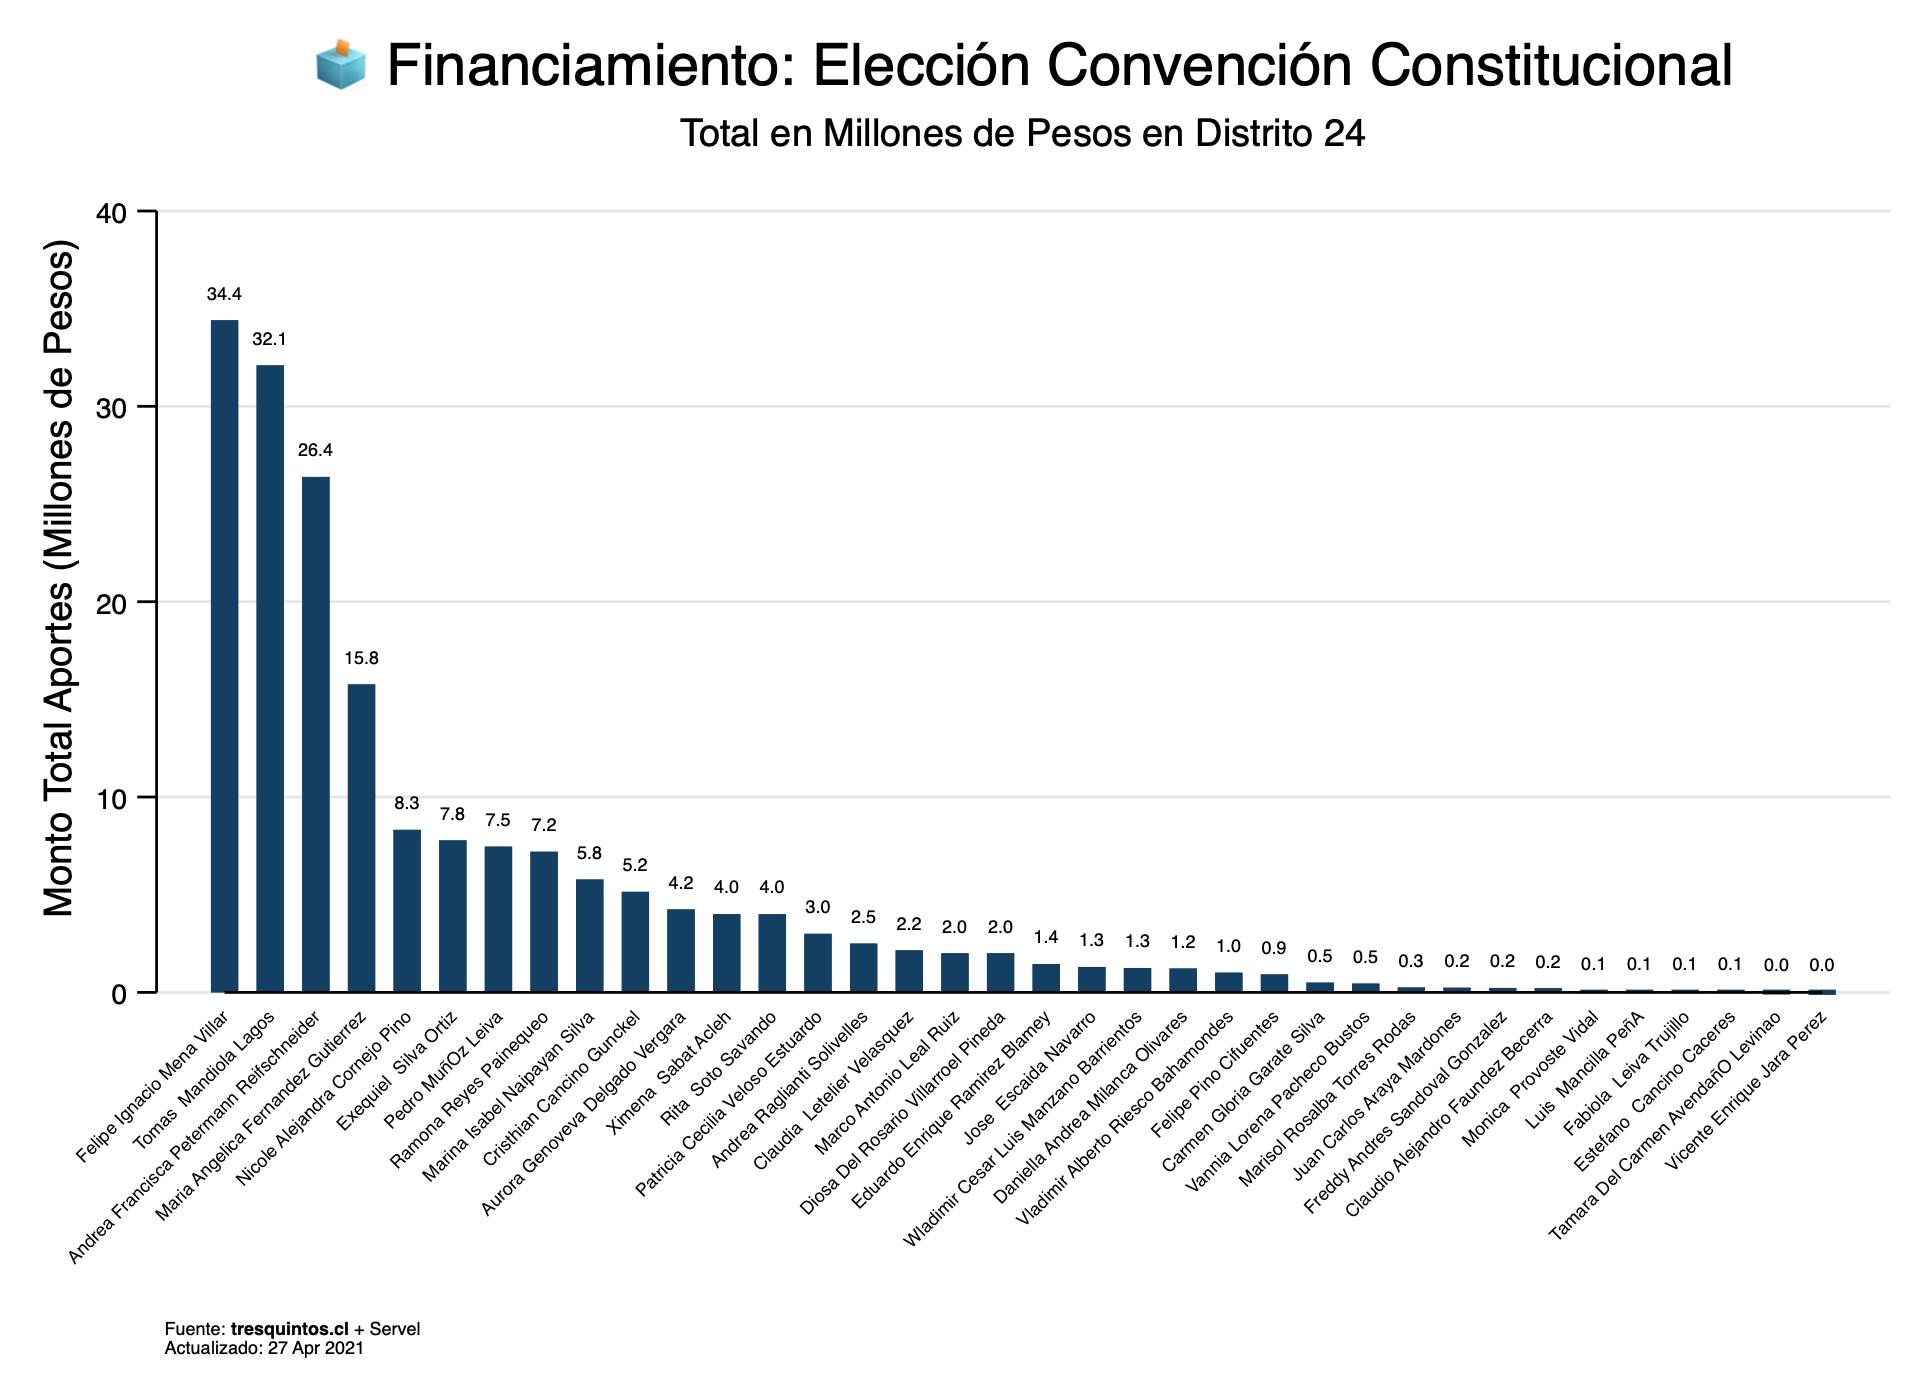 Financiamiento: Elección Convención Constitucional
Total en Millones de Pesos en Distrito 24
Monto Total Aportes (Millones de Pesos)
40
30
20
10
0
34.4
32.1
26.4
15.8
8.3
7.8
7.5
7.2
5.8
5.2
4.2
4.0
4.0
3.0
2.5
2.2
2.0
2.0
1.4
1.3
1.3
1.2
1.0
0.9
0.5
0.5
0.3
0.2
0.2
0.2
0.1
0.1
0.1
0.1
0.0
0.0
Felipe Ignacio Mena Villar
Tomas Mandiola Lagos
Andrea Francisca Petermann Reifschneider
Maria Angelica Fernandez Gutierrez
Nicole Alejandra Cornejo Pino
Exequiel Silva Ortiz
Pedro MuñOz Leiva
Ramona Reyes Painequeo
Marina Isabel Nalpayan Silva
Cristhian Cancino Gunckel
Aurora Genoveva Delgado Vergara
Ximena Sabat Acleh
Rita Soto Savando
Patricia Cecilia Veloso Estuardo
Andrea Raglianti Solivelles
Claudia Letelier Velasquez
Marco Antonio Leal Ruiz
Diosa Del Rosario Villarroel Pineda
Eduardo Enrique Ramirez Blamey
Jose Escaida Navarro
Wladimir Cesar Luis Manzano Barrientos
Daniella Andrea Milanca Olivares
Vladimir Alberto Riesco Bahamondes
Felipe Pino Cifuentes
Carmen Gloria Garate Silva
Vannia Lorena Pacheco Bustos
Marisol Rosalba Torres Rodas
Juan Carlos Araya Mardones
Freddy Andres Sandoval Gonzalez
Claudio Alejandro Faundez Becerra
Monica Provoste Vidal
Luis Mancilla PeñA
Fabiola Leiva Trujillo
Estefano Cancino Caceres
Tamara Del Carmen AvendañO Levinao
Vicente Enrique Jara Perez
Fuente: tresquintos.cl + Servel
Actualizado: 27 Apr 2021